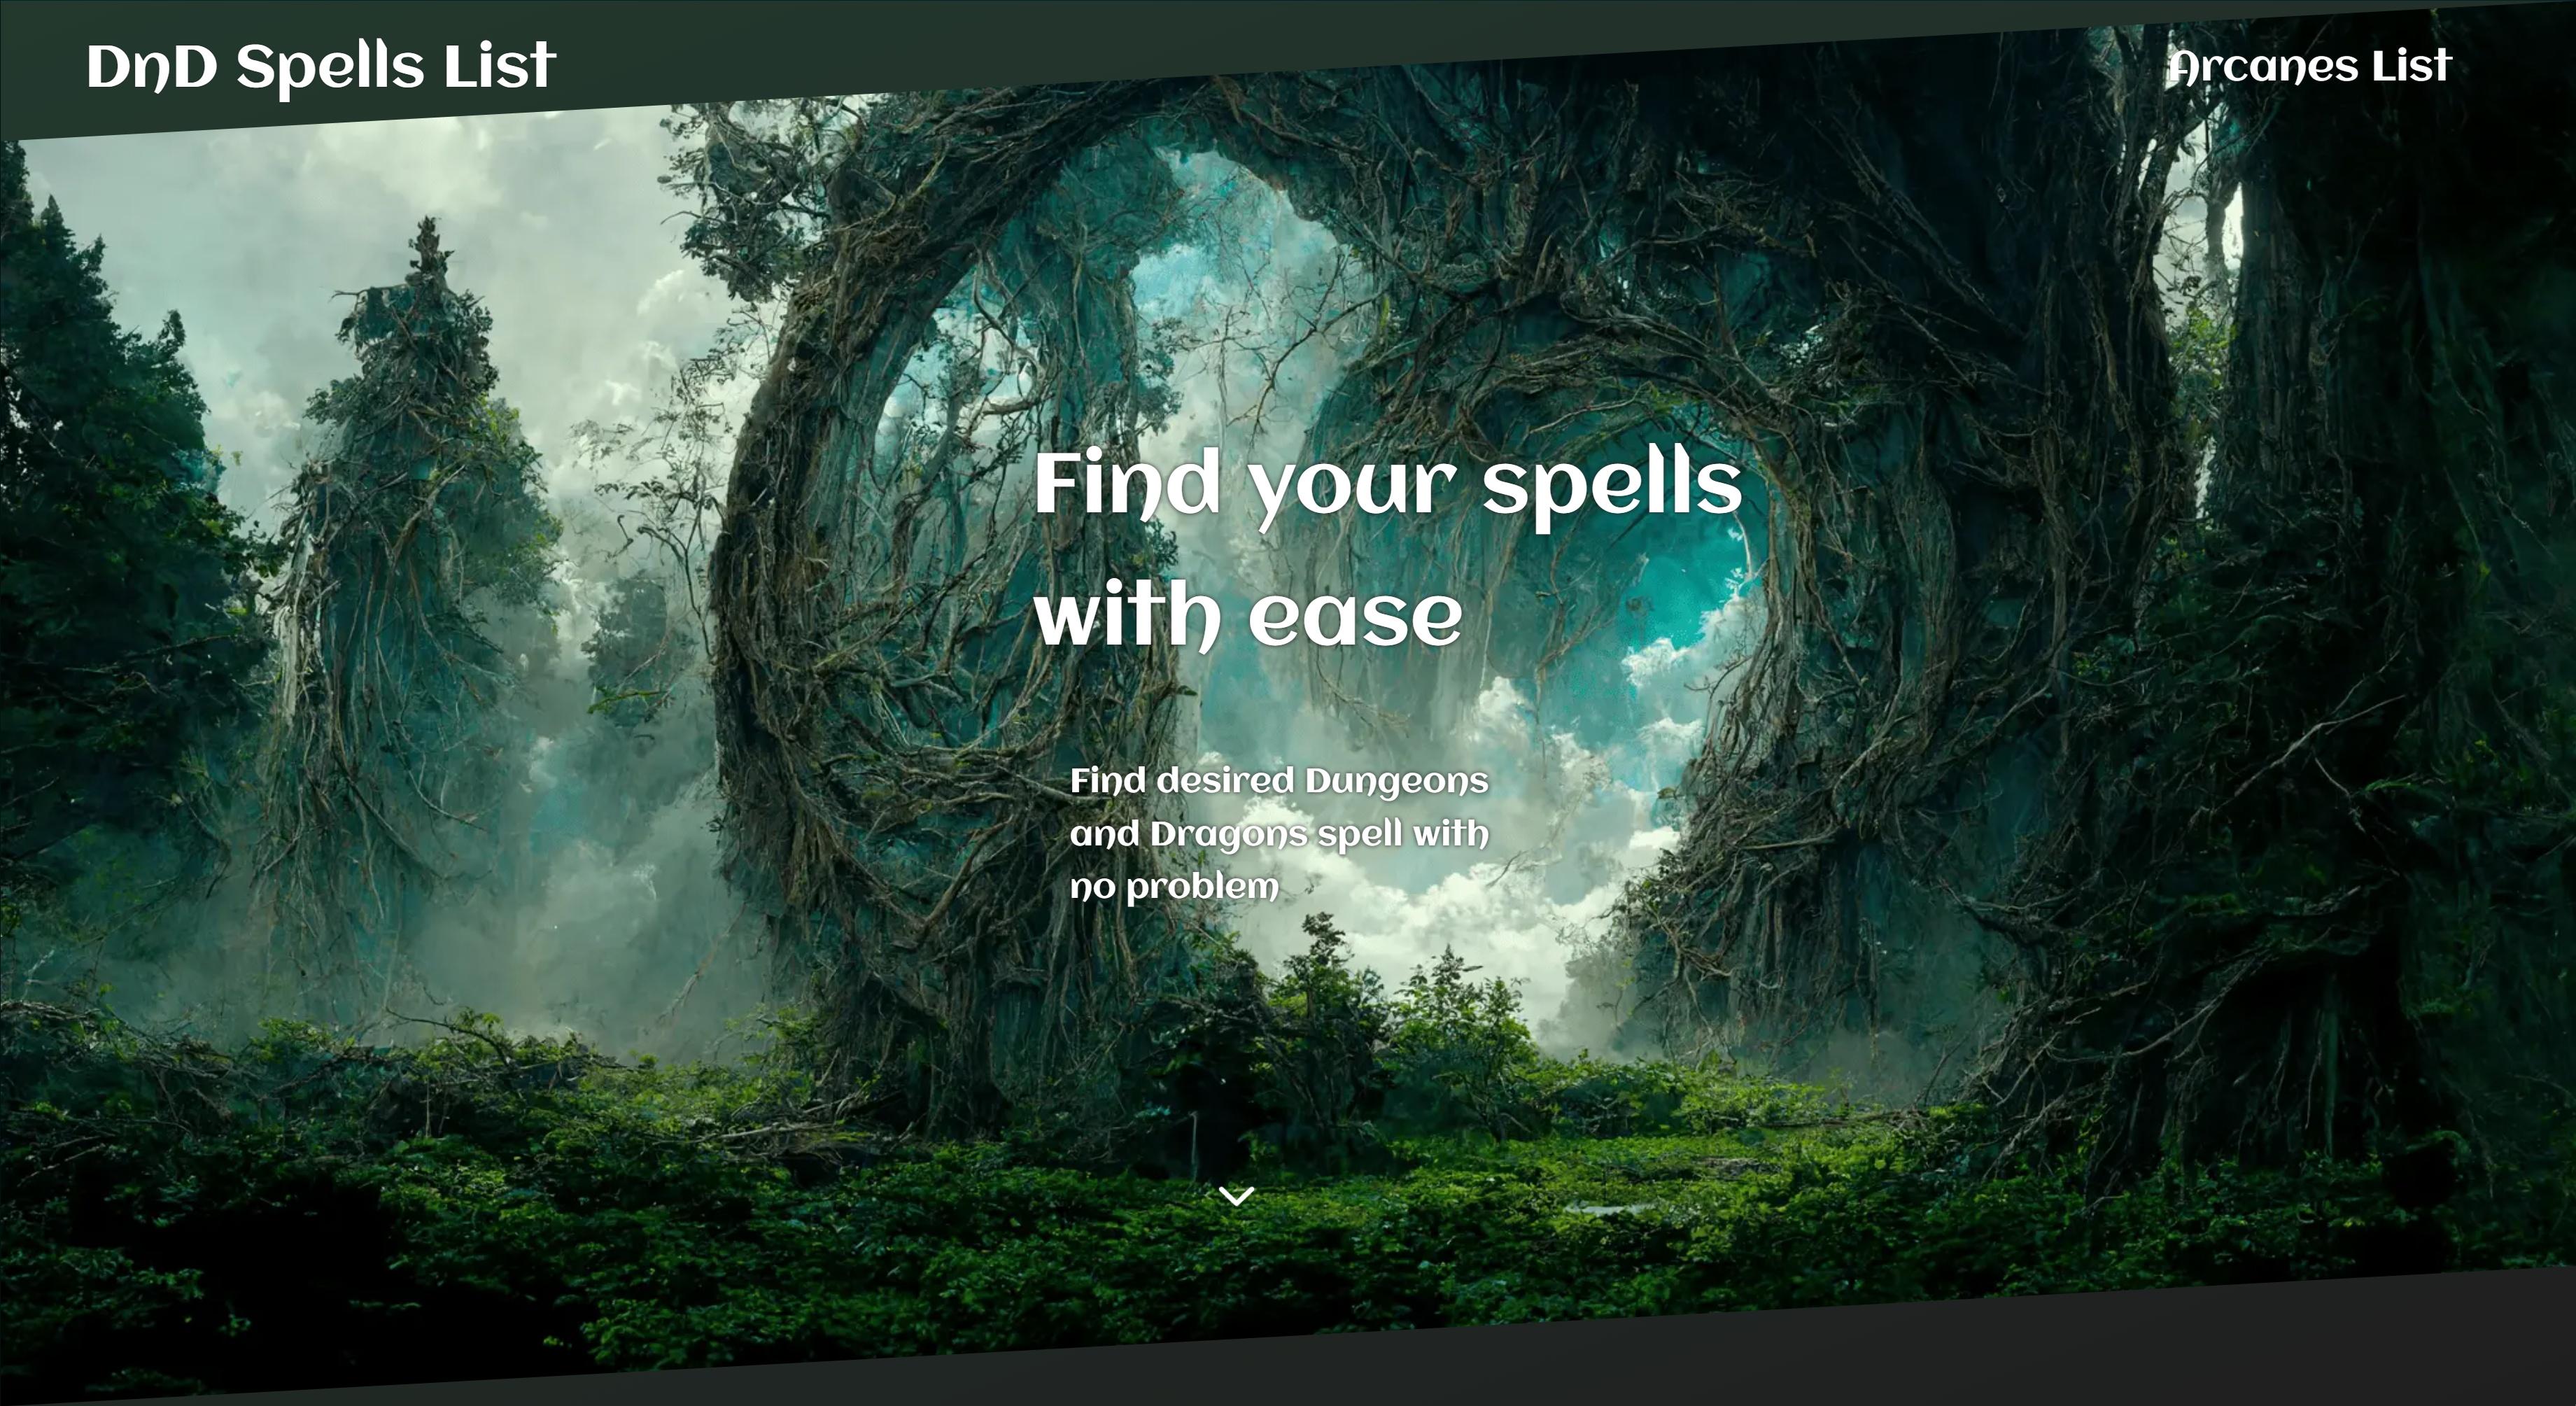 DnD Spells List
Arcanes List
Find your spells
with ease
Find desired Dungeons
and Dragons spell with
no problem